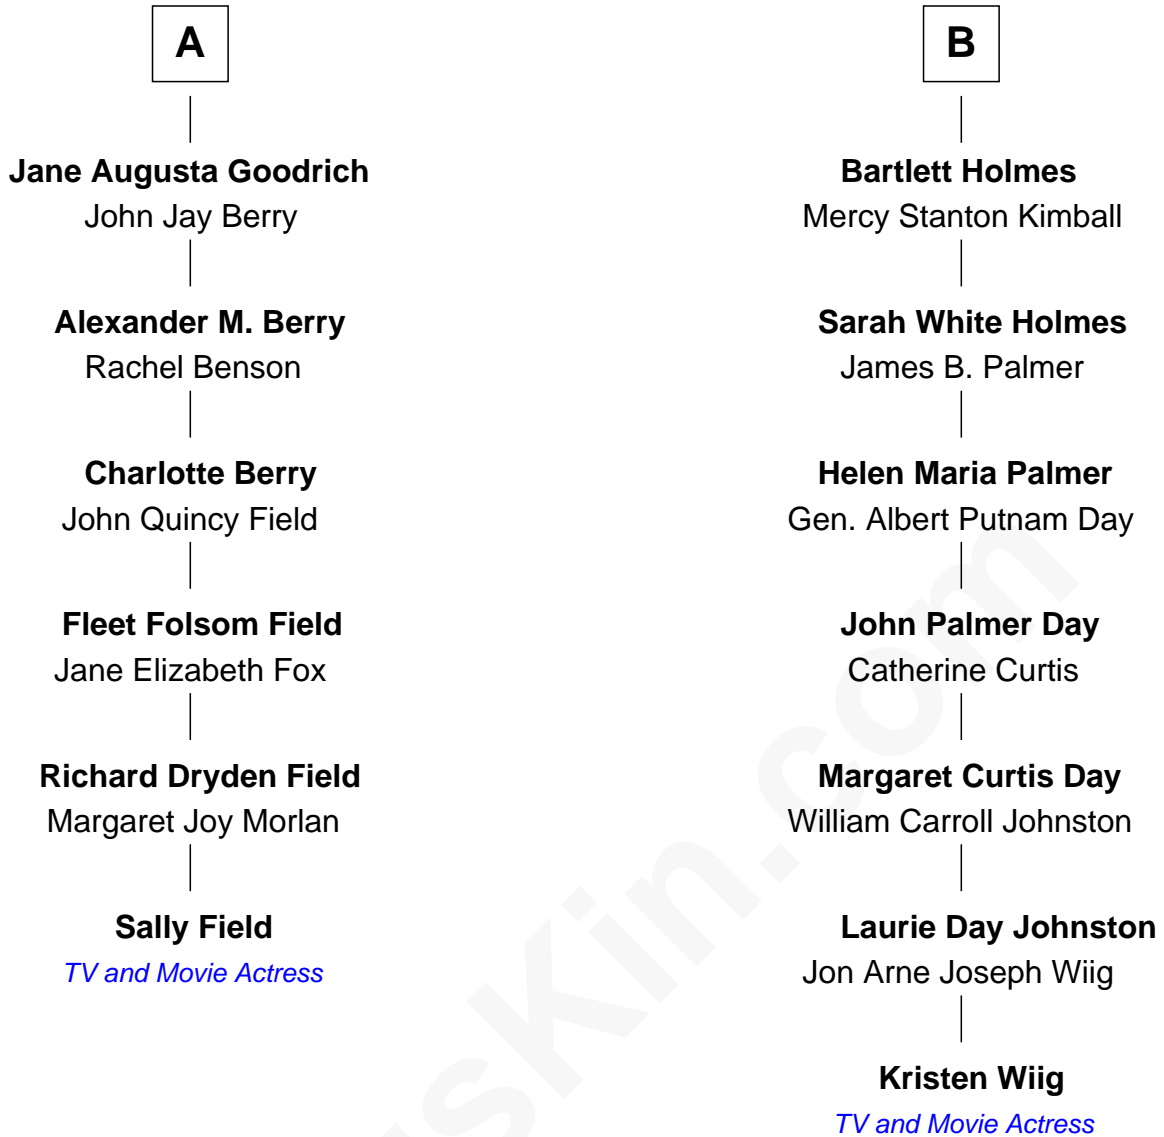 A
B
Jane Augusta Goodrich
John Jay Berry
Bartlett Holmes
Mercy Stanton Kimball
Alexander M. Berry
Rachel Benson
Sarah White Holmes
James B. Palmer
Charlotte Berry
John Quincy Field
Helen Maria Palmer
Gen. Albert Putnam Day
Fleet Folsom Field
Jane Elizabeth Fox
John Palmer Day
Catherine Curtis
Richard Dryden Field
Margaret Joy Morlan
Margaret Curtis Day
William Carroll Johnston
Sally Field
TV and Movie Actress
Laurie Day Johnston
Jon Arne Joseph Wiig
Kristen Wiig
TV and Movie Actress
sKin.com